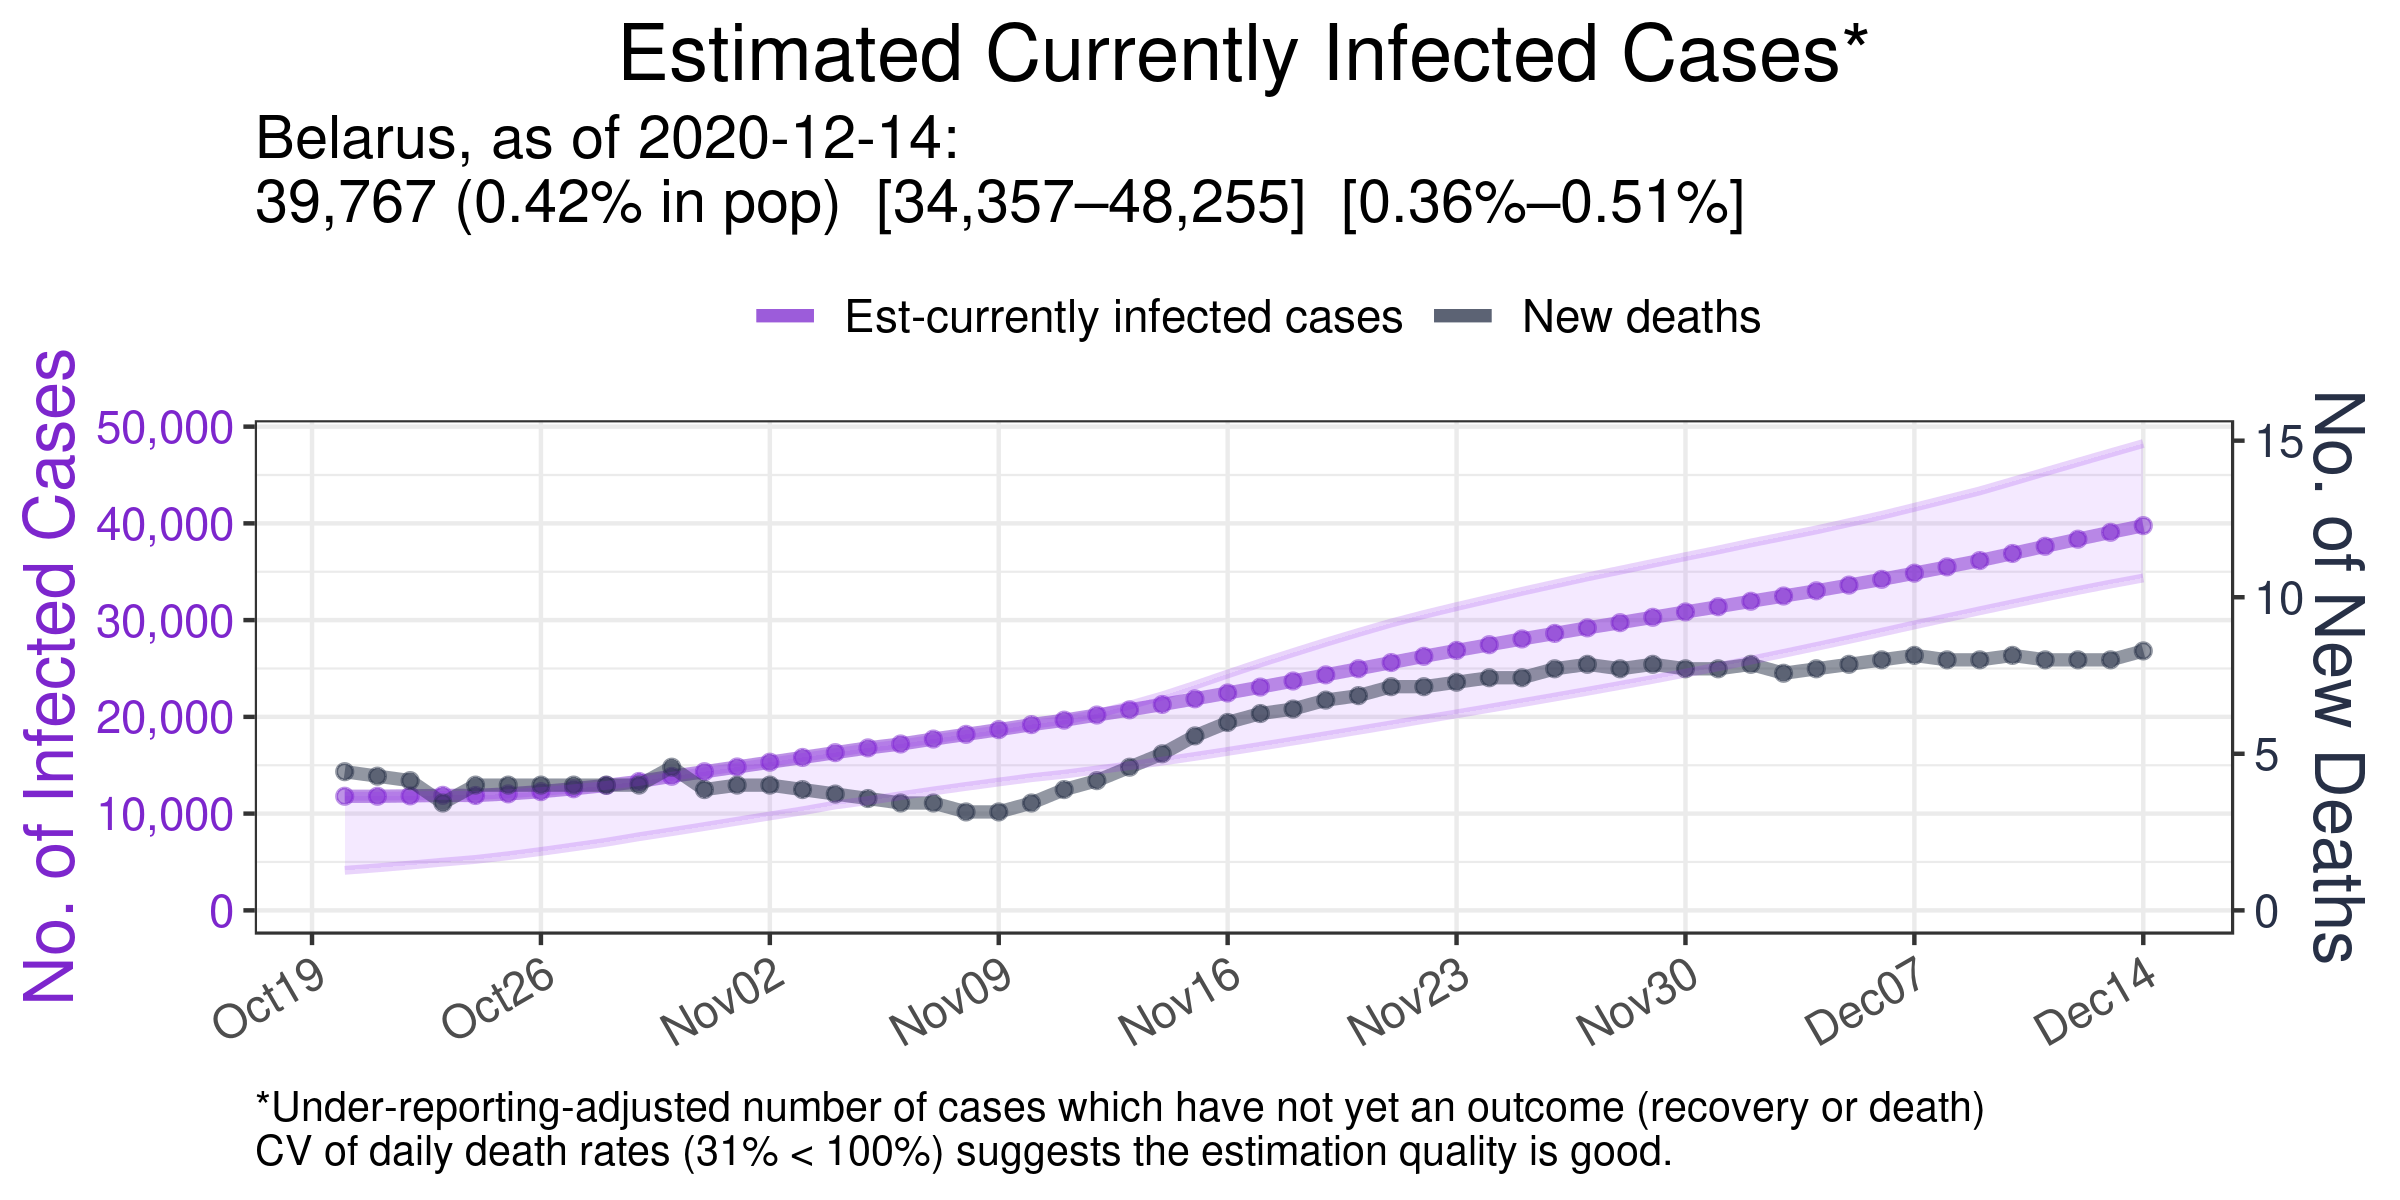 Estimated Currently Infected Cases*
Belarus, as of 2020-12-14:
39,767 (0.42% in pop) [34,357–48,255] [0.36%–0.51%]
Est-currently infected cases New deaths
No. of Infected Cases
50,000
40,000
30,000
20,000
10,000
0
15
10
5
0
No. of New Deaths
Oct19 Oct26 Nov02 Nov09 Nov16 Nov23 Nov30 Dec07 Dec14
*Under-reporting-adjusted number of cases which have not yet an outcome (recovery or death)
CV of daily death rates (31% < 100%) suggests the estimation quality is good.